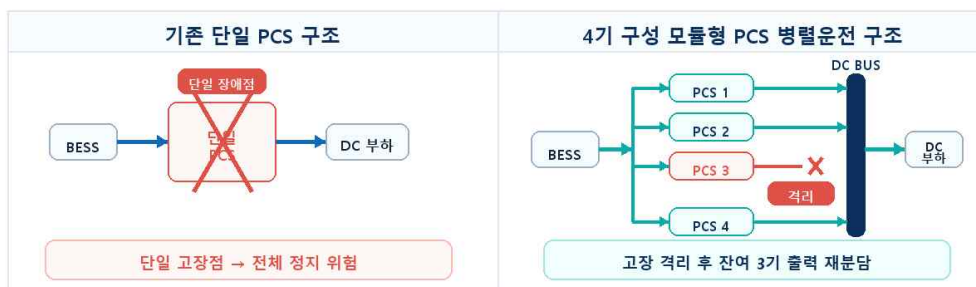 기존 단일 PCS 구조
단일 장애점
BESS
단일
PCS
DC 부하
단일 고장점 → 전체 정지 위험
4기 구성 모듈형 PCS 병렬운전 구조
DC BUS
PCS 1
PCS 2
BESS
PCS 3
격리
PCS 4
DC
부하
고장 격리 후 잔여 3기 출력 재분담